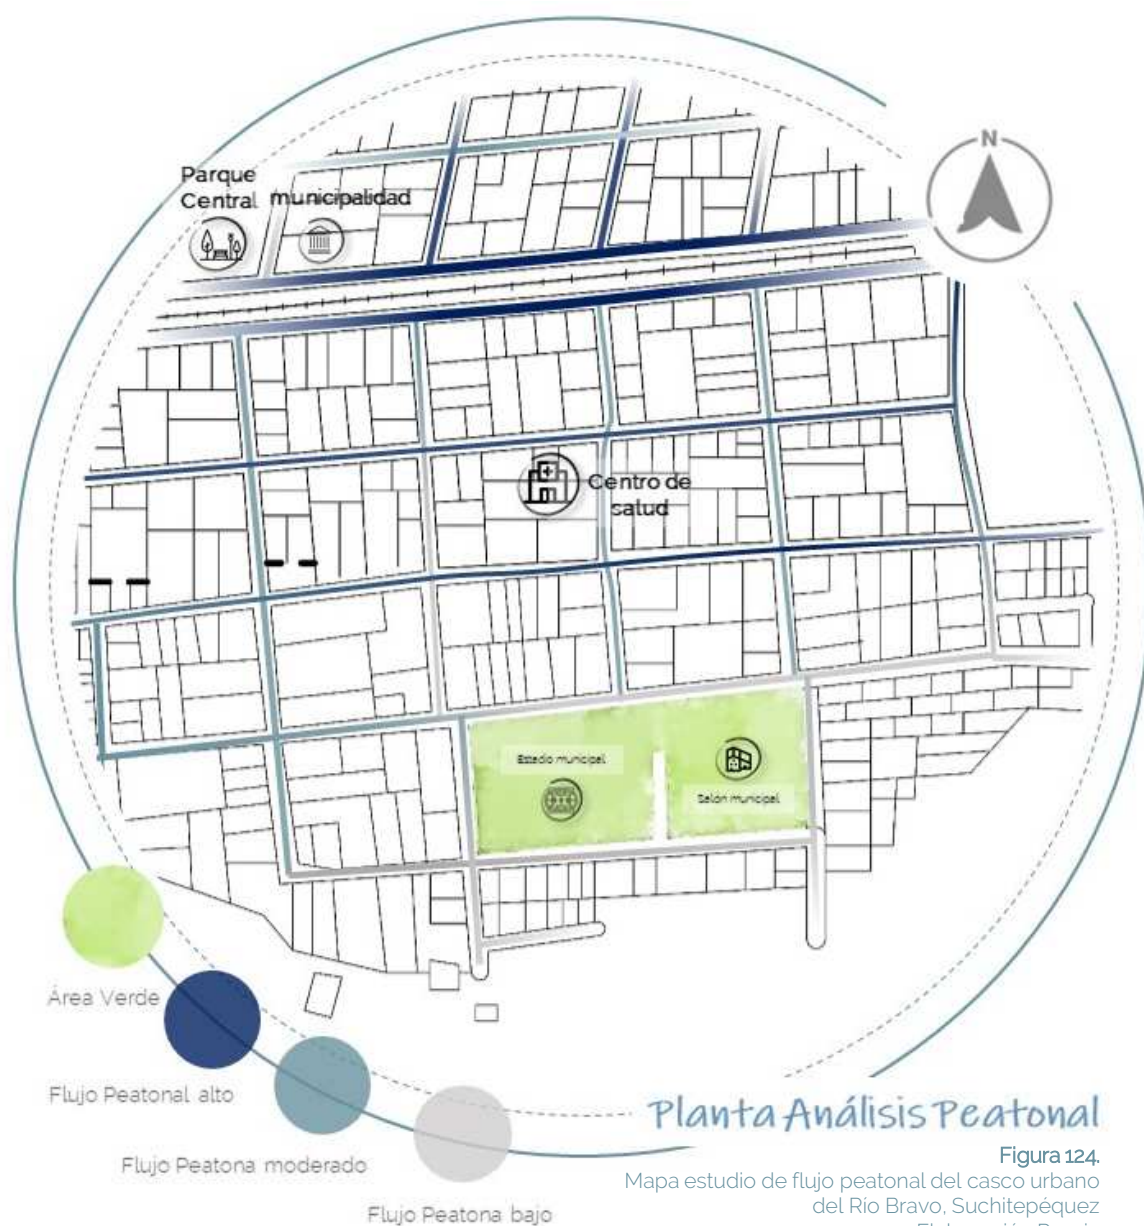 N
Parque
Central
municipalidad
Centro de
salud
Estadio municipal
Salón municipal
Área Verde
Flujo Peatonal alto
Flujo Peatona moderado
Flujo Peatona bajo
Planta Análisis Peatonal
Figura 124.
Mapa estudio de flujo peatonal del casco urbano
del Río Bravo, Suchitepéquez